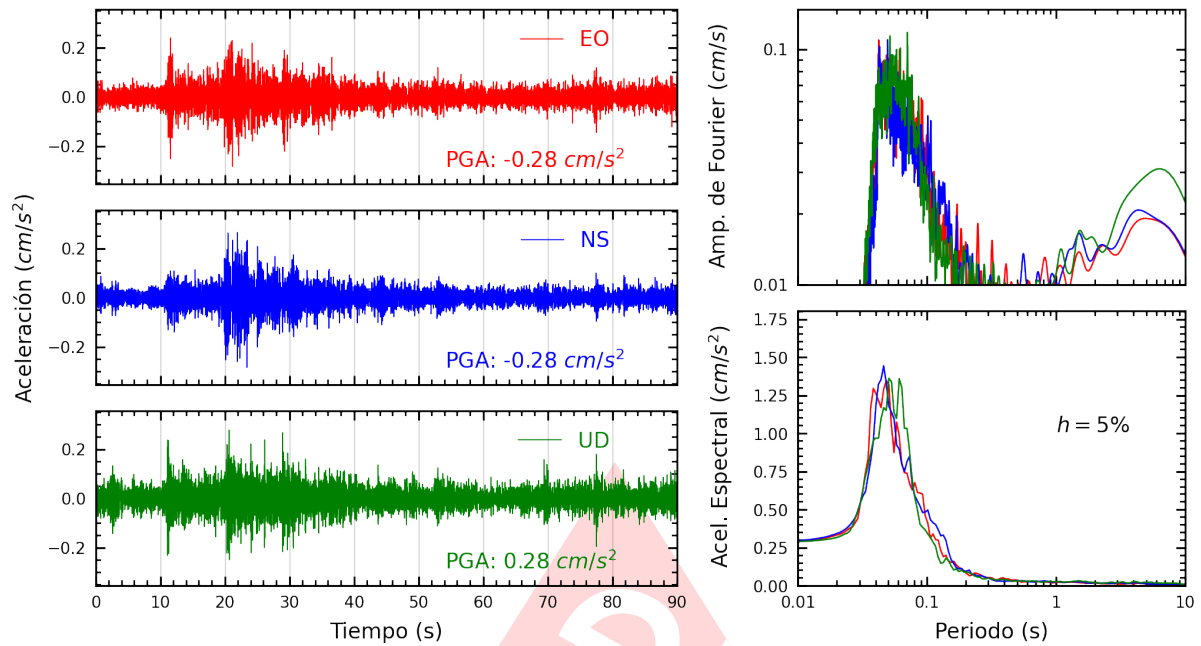 Aceleración (cm/s²)
0.2
0.0
−0.2
EO
PGA: -0.28 cm/s²
0.2
0.0
−0.2
NS
PGA: -0.28 cm/s²
0.2
0.0
−0.2
UD
PGA: 0.28 cm/s²
0 10 20 30 40 50 60 70 80 90
Tiempo (s)
Amp. de Fourier (cm/s)
0.1
0.01
Acel. Espectral (cm/s²)
1.75
1.50
1.25
1.00
0.75
0.50
0.25
0.00
h = 5%
0.01 0.1 1 10
Periodo (s)